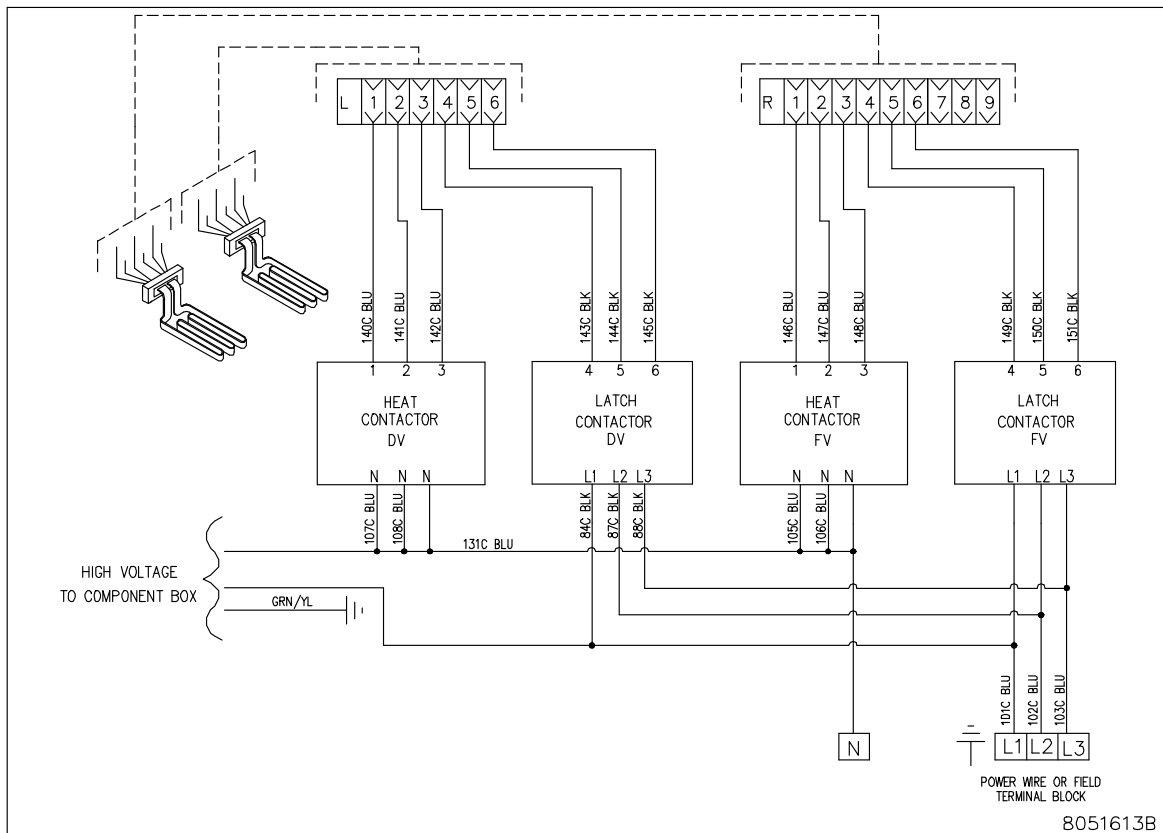 L 1 2 3 4 5 6
R 1 2 3 4 5 6 7 8 9
140C BLU
141C BLU
142C BLU
143C BLK
144C BLK
145C BLK
146C BLU
147C BLU
148C BLU
149C BLK
150C BLK
151C BLK
1 2 3
HEAT
CONTACTOR
DV
N N N
4 5 6
LATCH
CONTACTOR
DV
L1 L2 L3
1 2 3
HEAT
CONTACTOR
FV
N N N
4 5 6
LATCH
CONTACTOR
FV
L1 L2 L3
107C BLU
108C BLU
84C BLK
87C BLK
88C BLK
105C BLU
106C BLU
131C BLU
HIGH VOLTAGE
TO COMPONENT BOX
GRN/YL
101C BLU
102C BLU
103C BLU
N
L1 L2 L3
POWER WIRE OR FIELD
TERMINAL BLOCK
8051613B